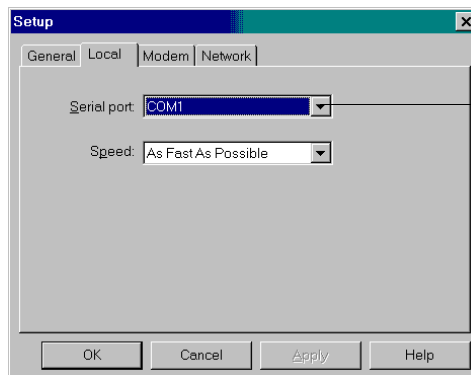 Setup
General Local Modem Network
Serial port: COM1
Speed: As Fast As Possible
OK Cancel Apply Help